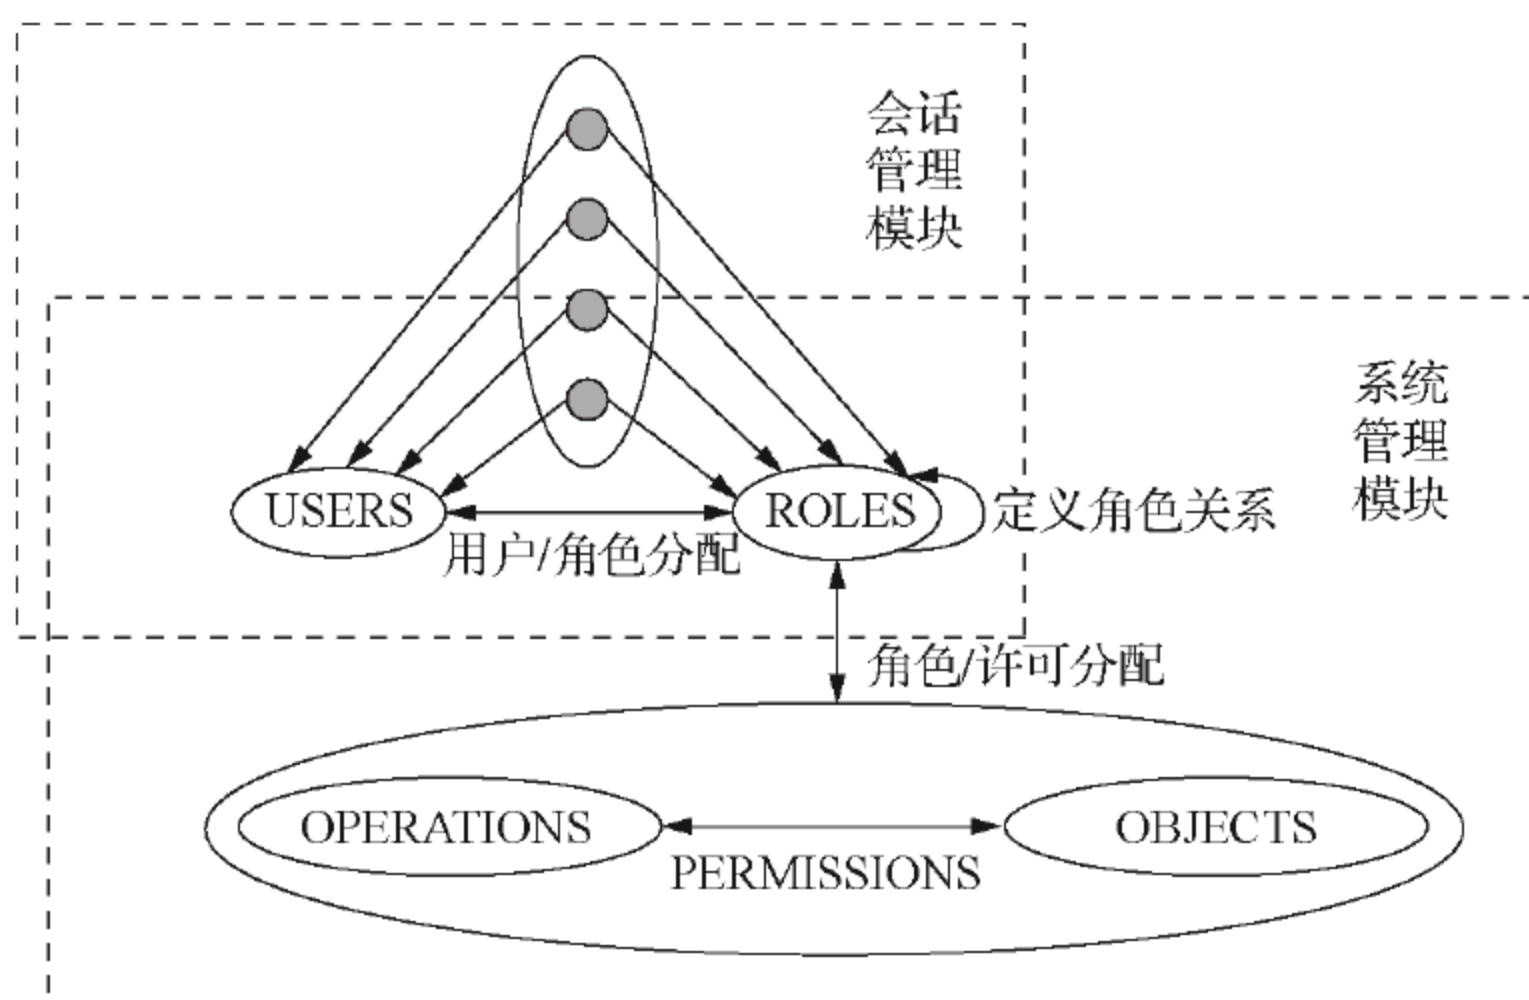 会话
管理
模块
系统
管理
模块
USERS
ROLES
定义角色关系
用户/角色分配
角色/许可分配
OPERATIONS
OBJECTS
PERMISSIONS